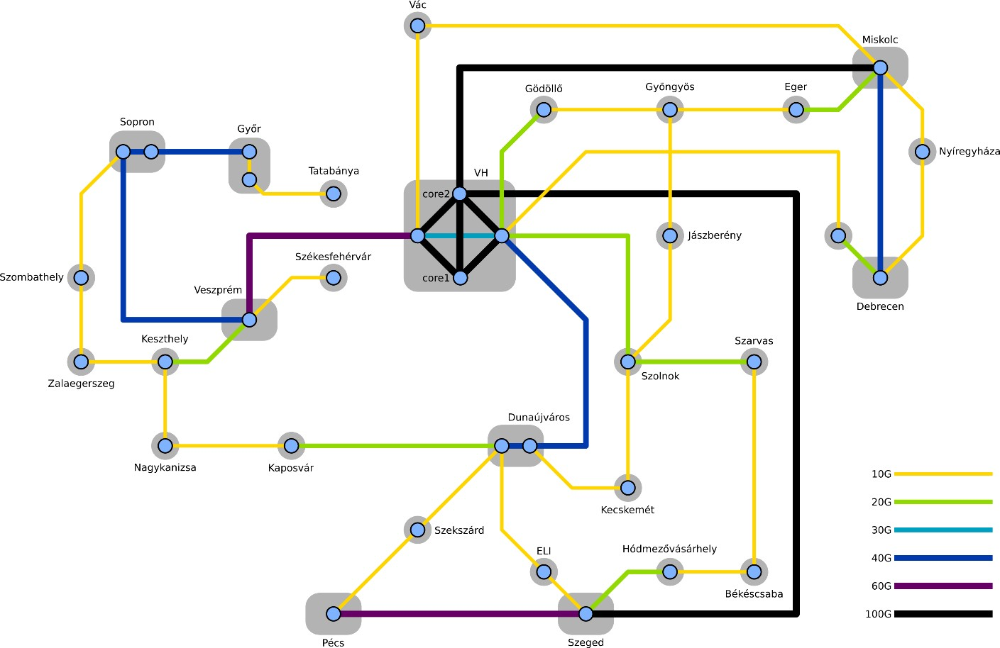 Vác
Miskolc
Gödöllő
Gyöngyös
Eger
Sopron
Győr
Nyíregyháza
Tatabánya
VH
core2
Jászberény
Székesfehérvár
Szombathely
core1
Veszprém
Debrecen
Keszthely
Szarvas
Szolnok
Zalaegerszeg
Dunaújváros
Nagykanizsa
Kaposvár
10G
20G
Kecskemét
Szekszárd
30G
ELI
Hódmezővásárhely
40G
60G
Békéscsaba
100G
Pécs
Szeged